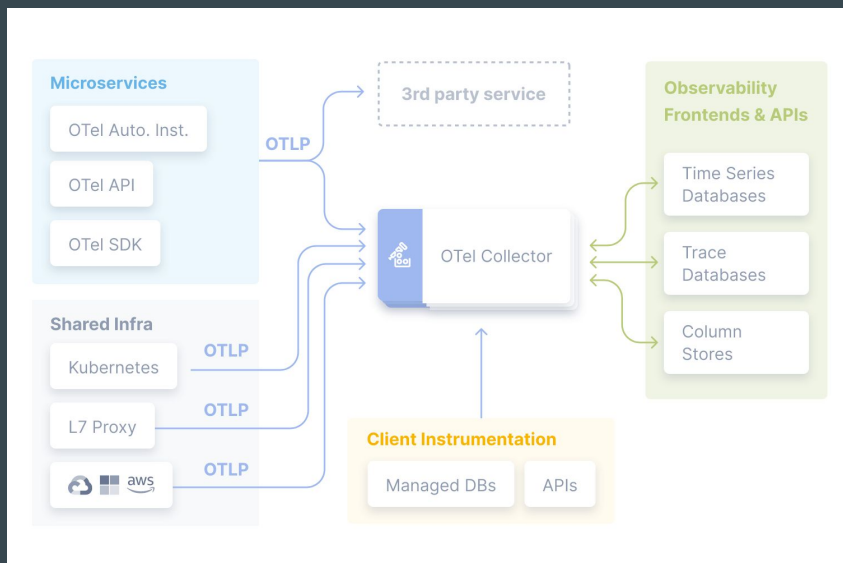 Microservices
OTel Auto. Inst.
OTel API
OTel SDK
OTLP
3rd party service
Observability
Frontends & APIs
Time Series
Databases
Trace
Databases
Column
Stores
OTel Collector
Shared Infra
Kubernetes
OTLP
L7 Proxy
OTLP
aws
OTLP
Client Instrumentation
Managed DBs
APIs